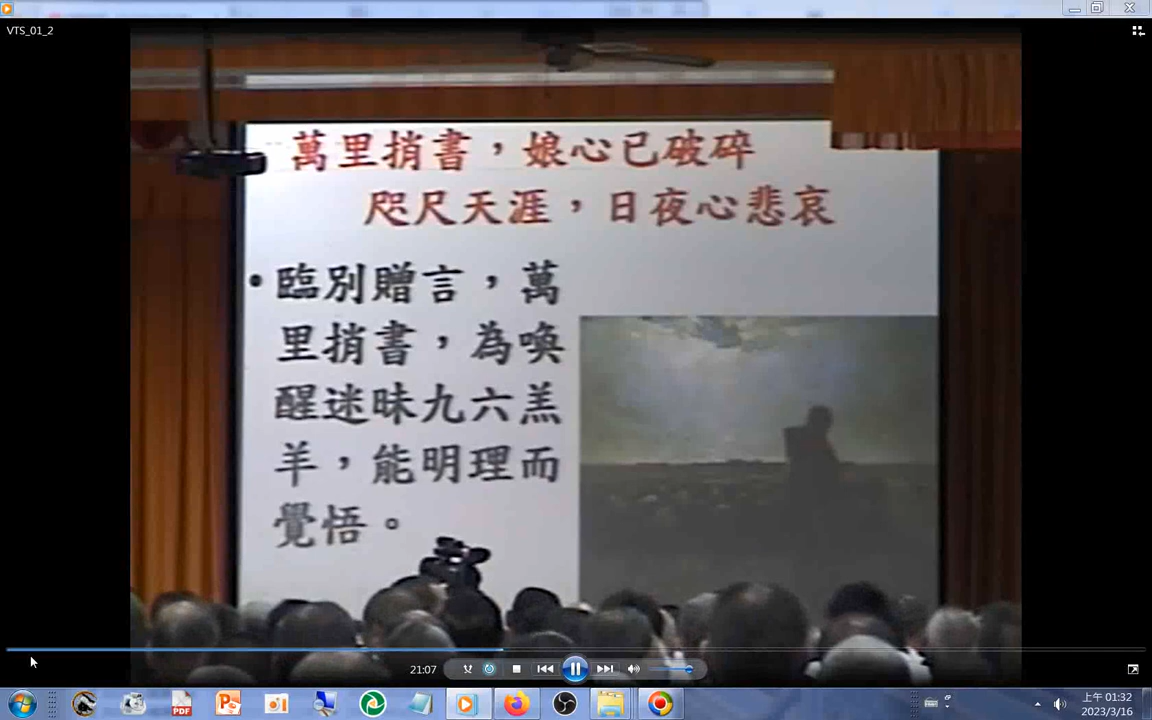 VTS_01_2
萬里捎書，娘心已破碎
咫尺天涯，日夜心悲哀
•臨別贈言，萬
里捎書，為喚
醒迷昧九六羔
羊，能明理而
覺悟。
21:07
PDF
上午 01:32
2023/3/16